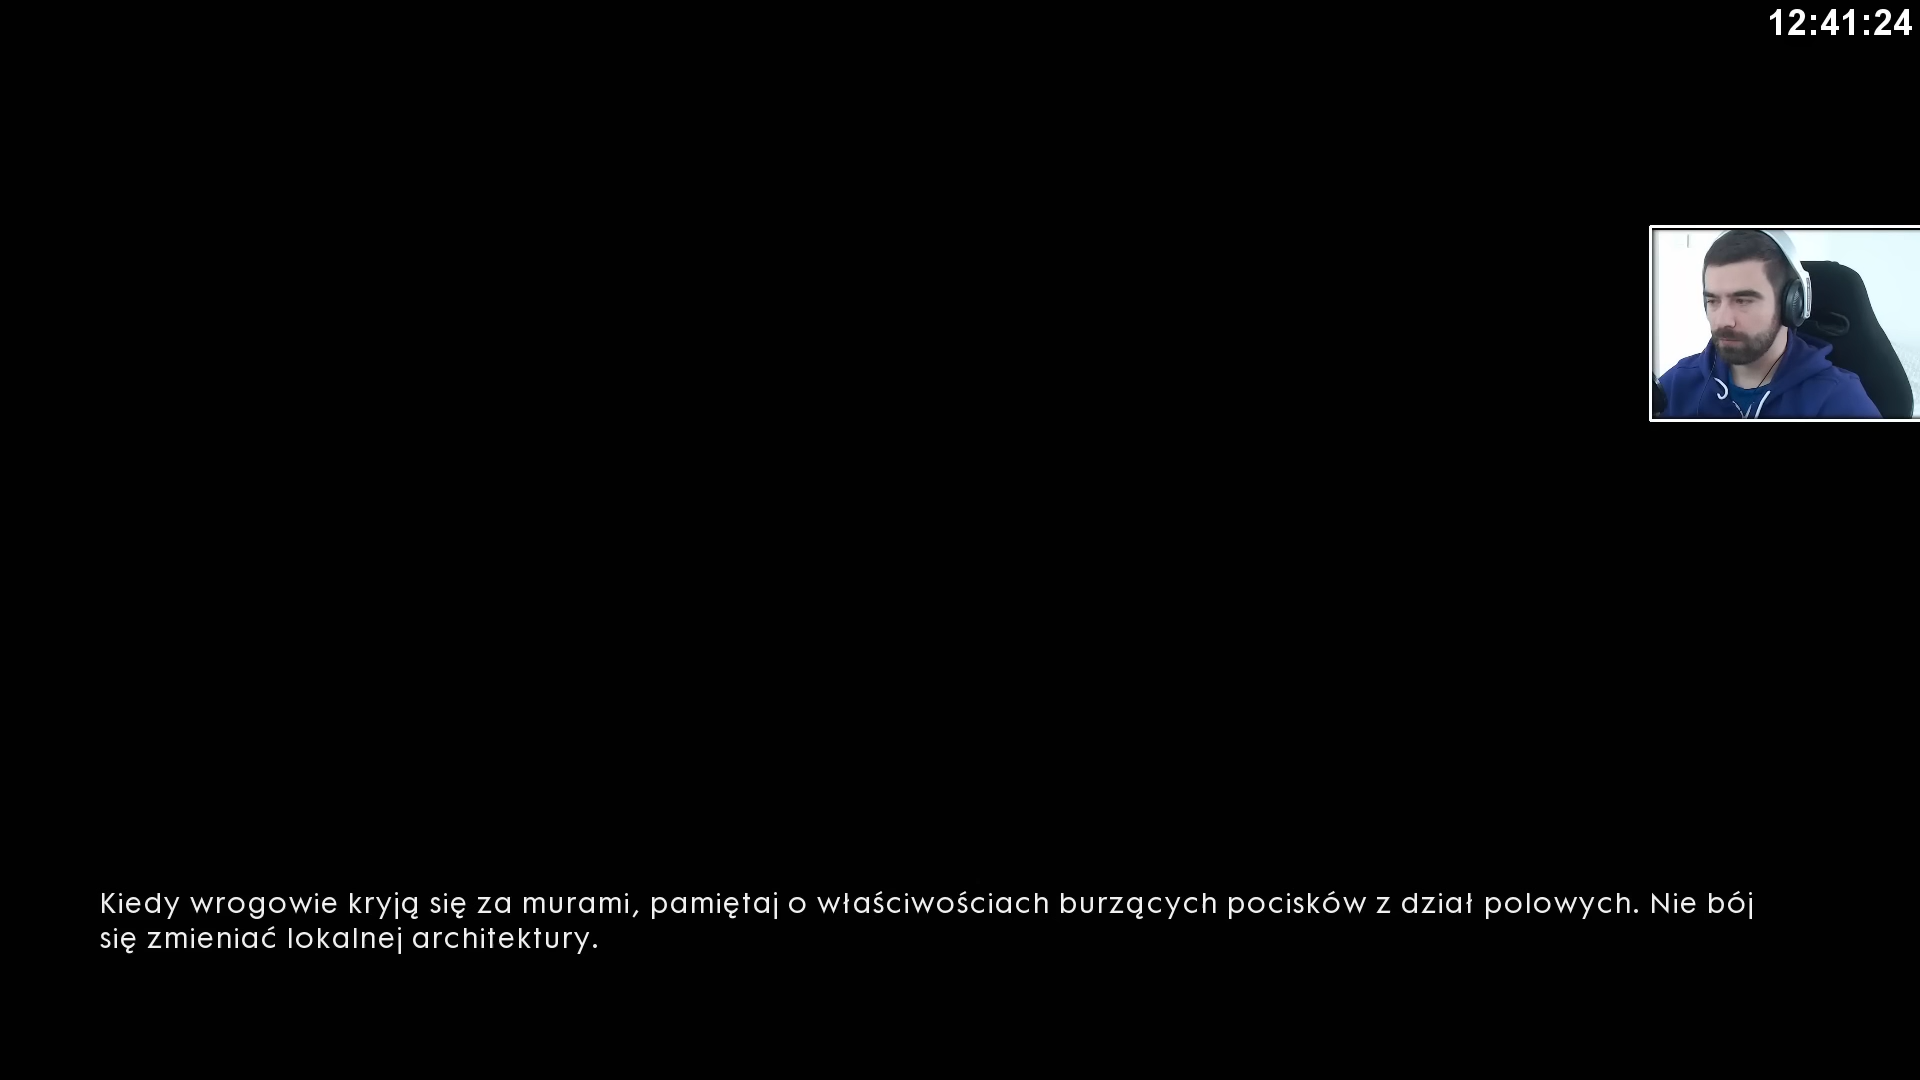 12:41:24
Kiedy wrogowie kryją się za murami, pamiętaj o właściwościach burzących pocisków z dział polowych. Nie bój
się zmieniać lokalnej architektury.